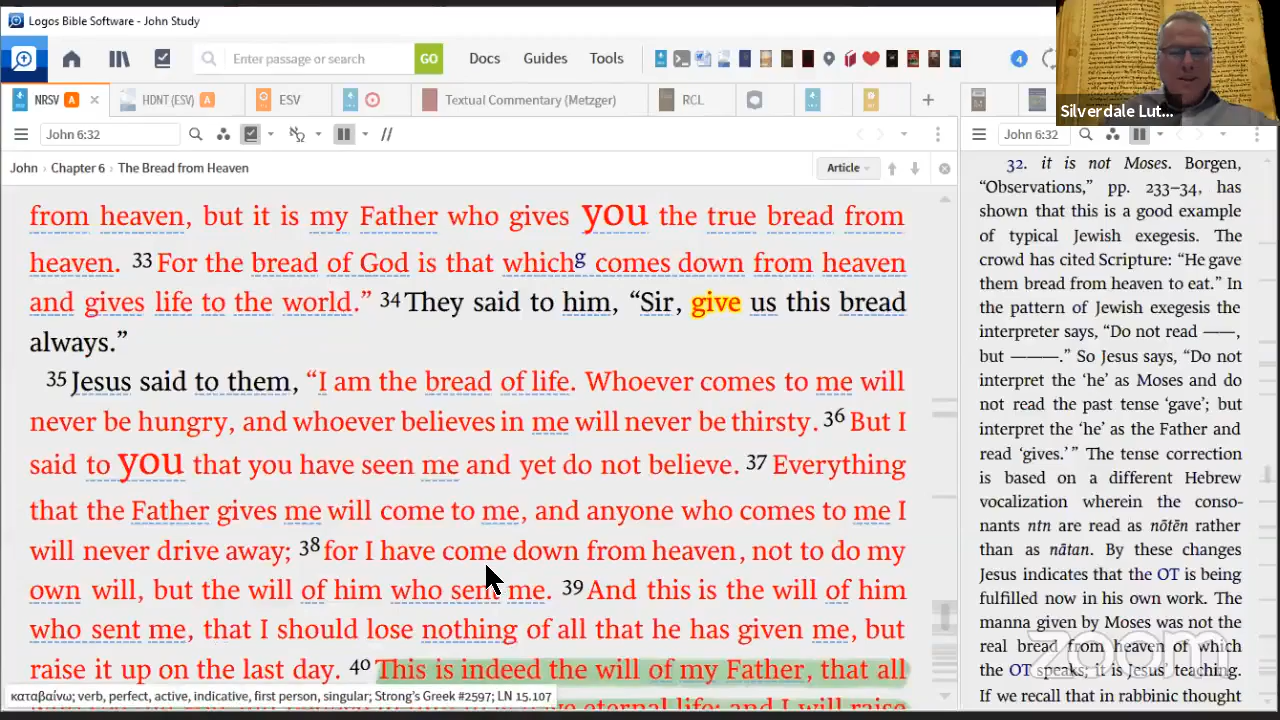 Logos Bible Software - John Study
Enter passage or search
GO
Docs
Guides
Tools
4
NRSV A
HDNT (ESV) A
ESV
Textual Commentary (Metzger)
RCL
Silverdale Lut...
John 6:32
John 6:32
John › Chapter 6 › The Bread from Heaven
Article
from heaven, but it is my Father who gives you the true bread from
heaven. 33 For the bread of God is that whichg comes down from heaven
and gives life to the world.” 34 They said to him, “Sir, give us this bread
always.”
35 Jesus said to them, “I am the bread of life. Whoever comes to me will
never be hungry, and whoever believes in me will never be thirsty. 36 But I
said to you that you have seen me and yet do not believe. 37 Everything
that the Father gives me will come to me, and anyone who comes to me I
will never drive away; 38 for I have come down from heaven, not to do my
own will, but the will of him who sent me. 39 And this is the will of him
who sent me, that I should lose nothing of all that he has given me, but
raise it up on the last day. 40 This is indeed the will of my Father, that all
eternal life; and I will raise
καταβαίνω; verb, perfect, active, indicative, first person, singular; Strong’s Greek #2597; LN 15.107
32. it is not Moses. Borgen,
“Observations,” pp. 233–34, has
shown that this is a good example
of typical Jewish exegesis. The
crowd has cited Scripture: “He gave
them bread from heaven to eat.” In
the pattern of Jewish exegesis the
interpreter says, “Do not read ——,
but ———.” So Jesus says, “Do not
interpret the ‘he’ as Moses and do
not read the past tense ‘gave’; but
interpret the ‘he’ as the Father and
read ‘gives.’ ” The tense correction
is based on a different Hebrew
vocalization wherein the conso-
nants ntn are read as nōtēn rather
than as nātan. By these changes
Jesus indicates that the OT is being
fulfilled now in his own work. The
manna given by Moses was not the
real bread from heaven of which
the OT speaks; it is Jesus’ teaching.
If we recall that in rabbinic thought
zoom